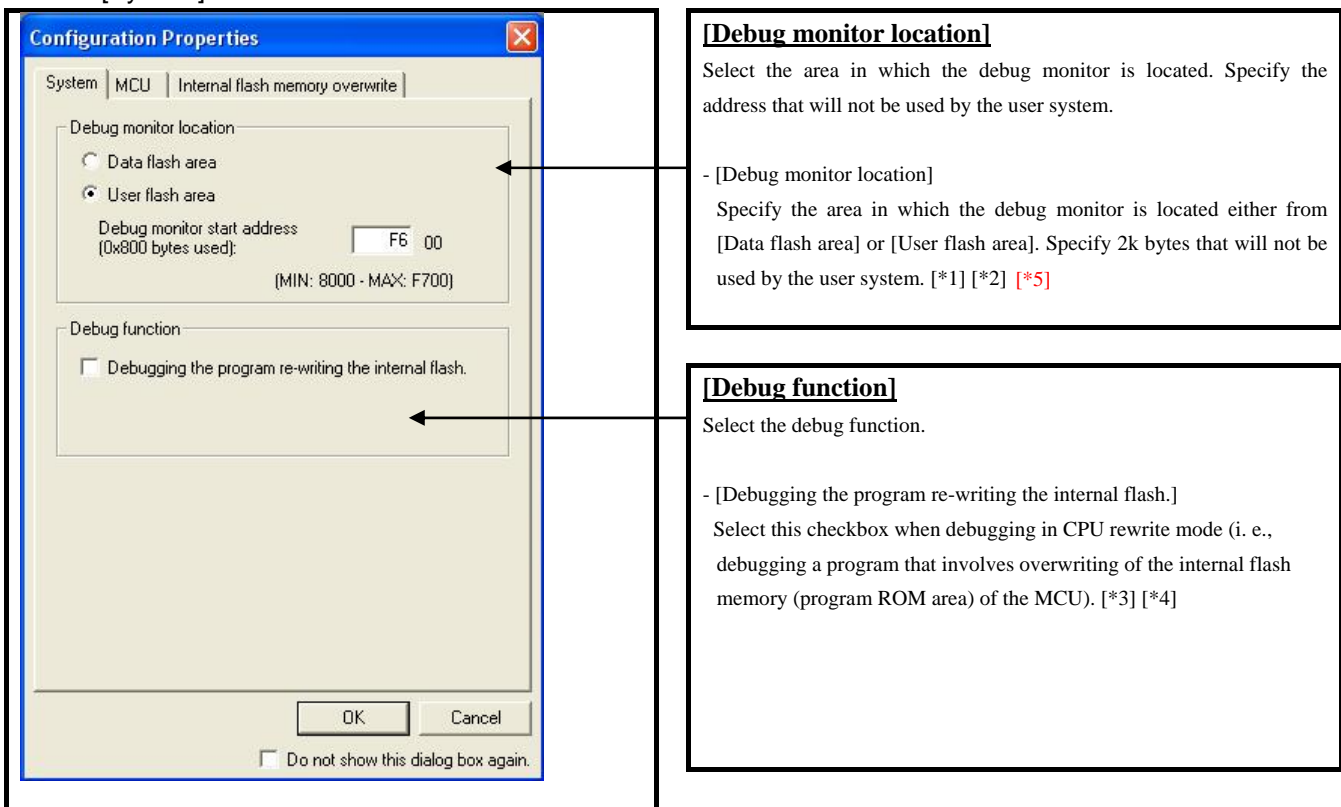 Configuration Properties
System MCU Internal flash memory overwrite
Debug monitor location
Data flash area
User flash area
Debug monitor start address
(0x800 bytes used):
F6 00
(MIN: 8000 - MAX: F700)
Debug function
Debugging the program re-writing the internal flash.
OK Cancel
Do not show this dialog box again.
[Debug monitor location]
Select the area in which the debug monitor is located. Specify the
address that will not be used by the user system.
- [Debug monitor location]
Specify the area in which the debug monitor is located either from
[Data flash area] or [User flash area]. Specify 2k bytes that will not be
used by the user system. [*1] [*2] [*5]
[Debug function]
Select the debug function.
- [Debugging the program re-writing the internal flash.]
Select this checkbox when debugging in CPU rewrite mode (i. e.,
debugging a program that involves overwriting of the internal flash
memory (program ROM area) of the MCU). [*3] [*4]